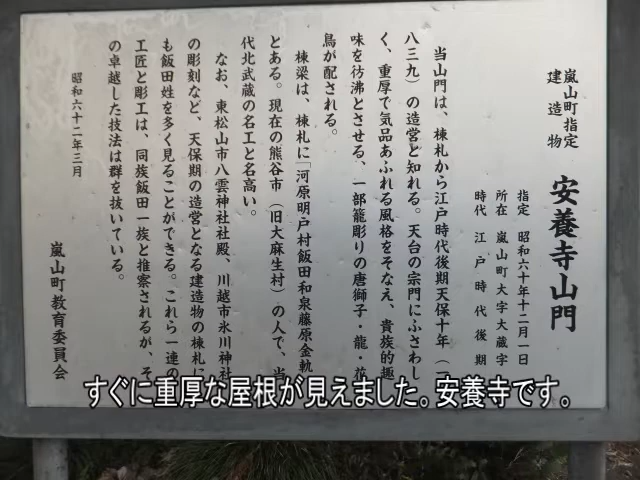 嵐山町指定
建造物
安養寺山門
指定 昭和六十年十二月一日
所在 嵐山町大字大蔵字
時代 江戸時代後期
当山門は、棟札から江戸時代後期天保十年（一
八三九）の造営と知れる。天台の宗門にふさわし
く、重厚で気品あふれる風格をそなえ、貴族的趣
味を彷沸とさせる、一部籠彫りの唐獅子・龍・花
鳥が配される。
棟梁は、棟札に「河原明戸村飯田和泉藤原金軌
とある。現在の熊谷市（旧大麻生村）の人で、当
代北武蔵の名工と名高い。
なお、東松山市八雲神社社殿、川越市氷川神社
の彫刻など、天保期の造営となる建造物の棟札に
も飯田姓を多く見ることができる。これら一連の
工匠と彫工は、同族飯田一族と推察されるが、そ
の卓越した技法は群を抜いている。
昭和六十二年三月
嵐山町教育委員会
すぐに重厚な屋根が見えました。安養寺です。